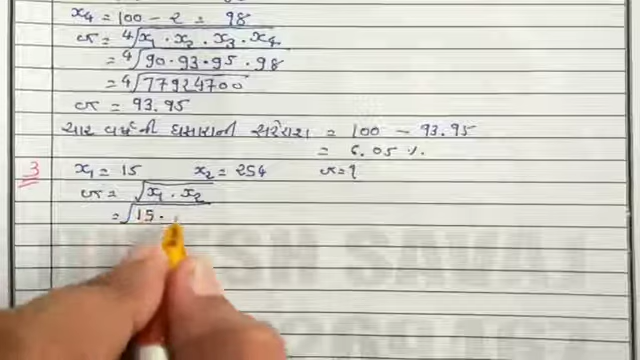 x₄ = 100 - 2 = 98
G = ⁴√x₁ · x₂ · x₃ · x₄
= ⁴√90 · 93 · 95 · 98
= ⁴√77924700
G = 93.95
ચાર વર્ષની ઘસારાની સરેરાશ = 100 - 93.95
= 6.05 %.
3 x₁ = 15 x₂ = 254 G = ?
G = √x₁ · x₂
= √15 ·